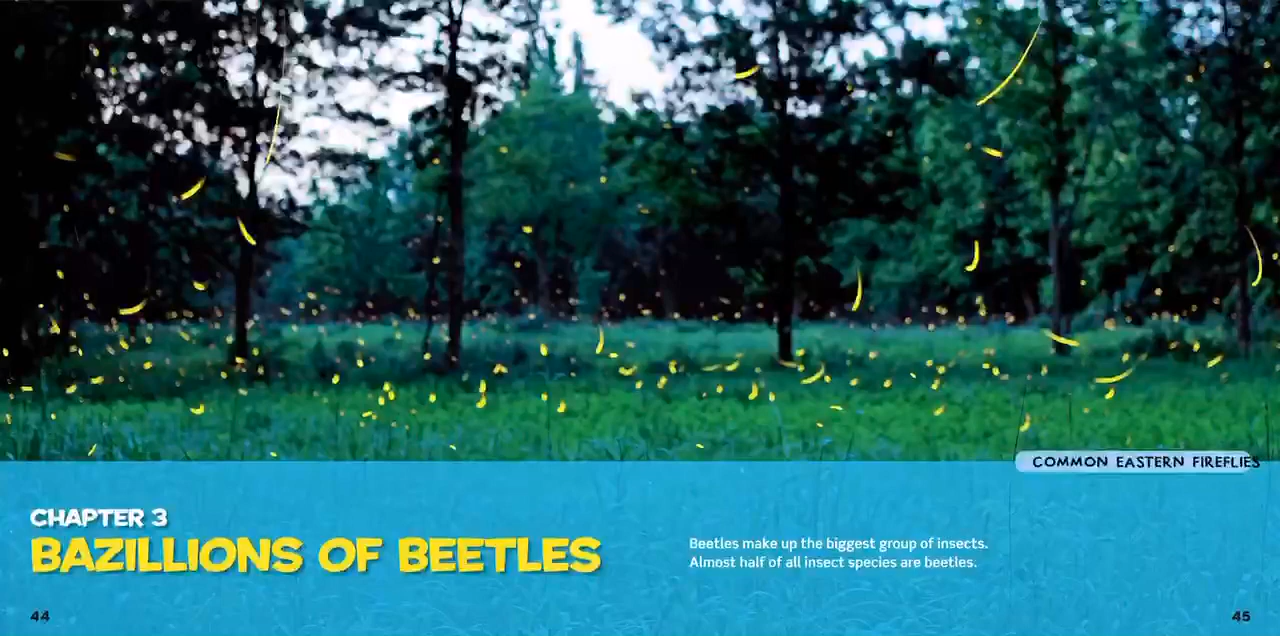 COMMON EASTERN FIREFLIES
CHAPTER 3
BAZILLIONS OF BEETLES
Beetles make up the biggest group of insects.
Almost half of all insect species are beetles.
44
45